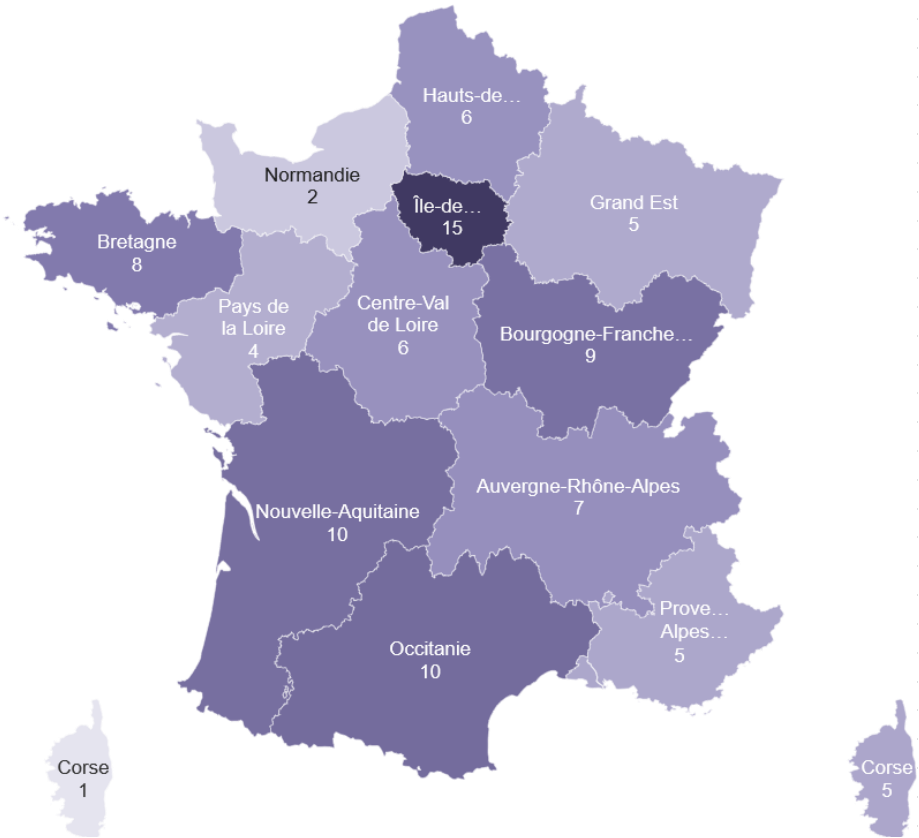 Hauts-de…
6
Normandie
2
Île-de…
15
Grand Est
5
Bretagne
8
Pays de
la Loire
4
Centre-Val
de Loire
6
Bourgogne-Franche…
9
Auvergne-Rhône-Alpes
7
Nouvelle-Aquitaine
10
Prove…
Alpes…
5
Occitanie
10
Corse
1
Corse
5